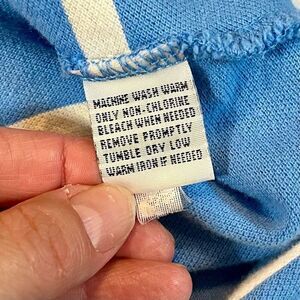 MACHINE WASH WARM
ONLY NON-CHLORINE
BLEACH WHEN NEEDED
REMOVE PROMPTLY
TUMBLE DRY LOW
WARM IRON IF NEEDED